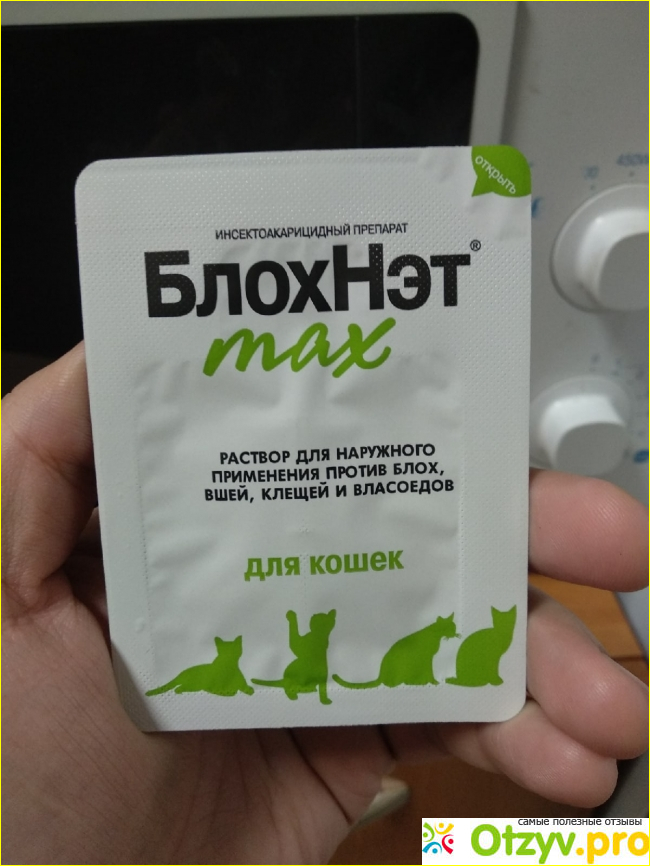 открыть
ИНСЕКТОАКАРИЦИДНЫЙ ПРЕПАРАТ
БлохНэт®
max
РАСТВОР ДЛЯ НАРУЖНОГО
ПРИМЕНЕНИЯ ПРОТИВ БЛОХ,
ВШЕЙ, КЛЕЩЕЙ И ВЛАСОЕДОВ
для кошек
450W
самые полезные отзывы
Otzyv.pro